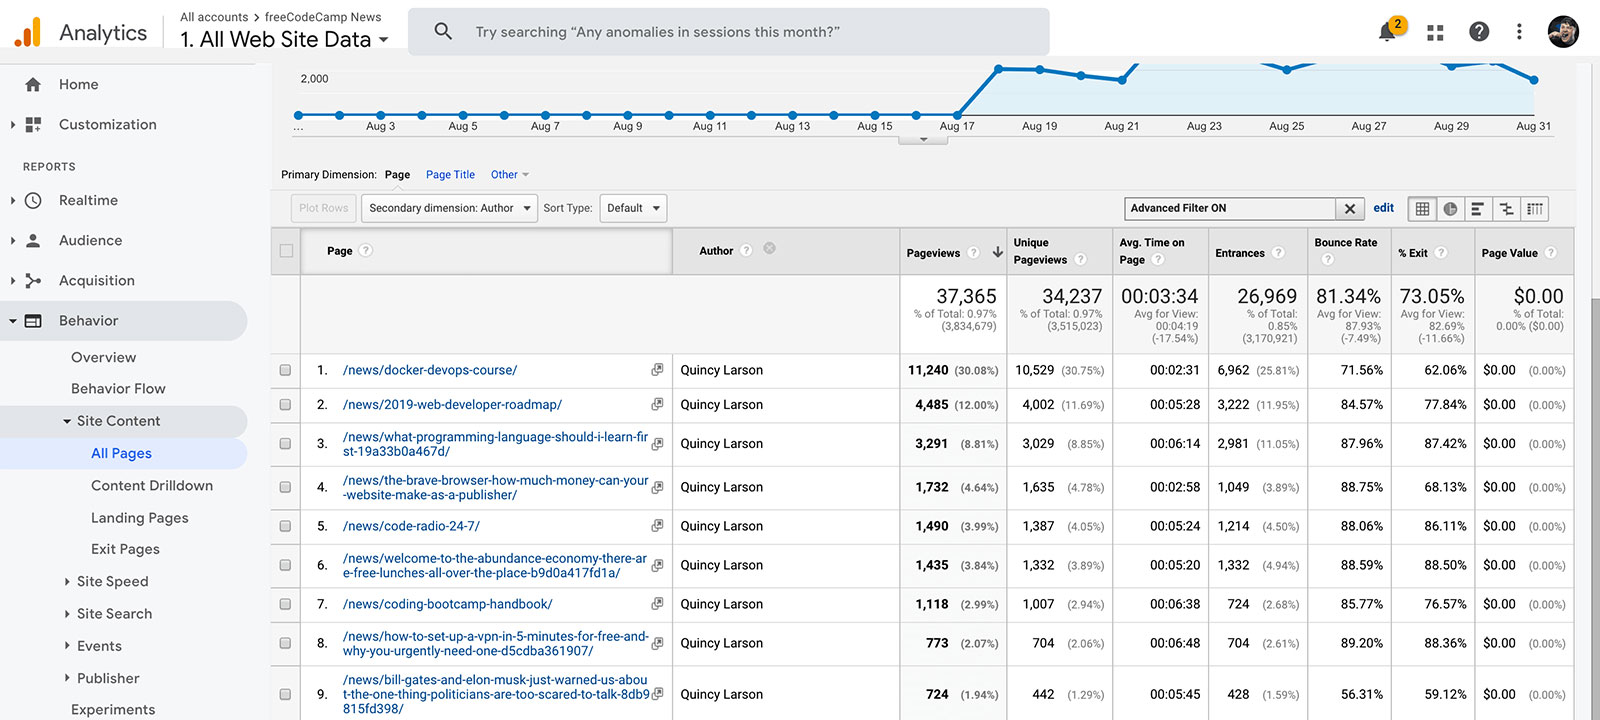 Analytics
All accounts > freeCodeCamp News
1. All Web Site Data
Try searching “Any anomalies in sessions this month?”
2
Home
Customization
REPORTS
Realtime
Audience
Acquisition
Behavior
Overview
Behavior Flow
Site Content
All Pages
Content Drilldown
Landing Pages
Exit Pages
Site Speed
Site Search
Events
Publisher
Experiments
2,000
... Aug 3 Aug 5 Aug 7 Aug 9 Aug 11 Aug 13 Aug 15 Aug 17 Aug 19 Aug 21 Aug 23 Aug 25 Aug 27 Aug 29 Aug 31
Primary Dimension: Page Page Title Other
Plot Rows Secondary dimension: Author Sort Type: Default Advanced Filter ON edit
Page Author Pageviews Unique Pageviews Avg. Time on Page Entrances Bounce Rate % Exit Page Value
37,365 34,237 00:03:34 26,969 81.34% 73.05% $0.00
% of Total: 0.97% (3,834,679)
% of Total: 0.97% (3,515,023)
Avg for View: 00:04:19 (-17.54%)
% of Total: 0.85% (3,170,921)
Avg for View: 87.93% (-7.49%)
Avg for View: 82.69% (-11.66%)
% of Total: 0.00% ($0.00)
1. /news/docker-devops-course/ Quincy Larson 11,240 (30.08%) 10,529 (30.75%) 00:02:31 6,962 (25.81%) 71.56% 62.06% $0.00 (0.00%)
2. /news/2019-web-developer-roadmap/ Quincy Larson 4,485 (12.00%) 4,002 (11.69%) 00:05:28 3,222 (11.95%) 84.57% 77.84% $0.00 (0.00%)
3. /news/what-programming-language-should-i-learn-fir
st-19a33b0a467d/ Quincy Larson 3,291 (8.81%) 3,029 (8.85%) 00:06:14 2,981 (11.05%) 87.96% 87.42% $0.00 (0.00%)
4. /news/the-brave-browser-how-much-money-can-your
-website-make-as-a-publisher/ Quincy Larson 1,732 (4.64%) 1,635 (4.78%) 00:02:58 1,049 (3.89%) 88.75% 68.13% $0.00 (0.00%)
5. /news/code-radio-24-7/ Quincy Larson 1,490 (3.99%) 1,387 (4.05%) 00:05:24 1,214 (4.50%) 88.06% 86.11% $0.00 (0.00%)
6. /news/welcome-to-the-abundance-economy-there-ar
e-free-lunches-all-over-the-place-b9d0a417fd1a/ Quincy Larson 1,435 (3.84%) 1,332 (3.89%) 00:05:20 1,332 (4.94%) 88.59% 88.50% $0.00 (0.00%)
7. /news/coding-bootcamp-handbook/ Quincy Larson 1,118 (2.99%) 1,007 (2.94%) 00:06:38 724 (2.68%) 85.77% 76.57% $0.00 (0.00%)
8. /news/how-to-set-up-a-vpn-in-5-minutes-for-free-and-
why-you-urgently-need-one-d5cdba361907/ Quincy Larson 773 (2.07%) 704 (2.06%) 00:06:48 704 (2.61%) 89.20% 88.36% $0.00 (0.00%)
9. /news/bill-gates-and-elon-musk-just-warned-us-abou
t-the-one-thing-politicians-are-too-scared-to-talk-8db9
815fd398/ Quincy Larson 724 (1.94%) 442 (1.29%) 00:05:45 428 (1.59%) 56.31% 59.12% $0.00 (0.00%)